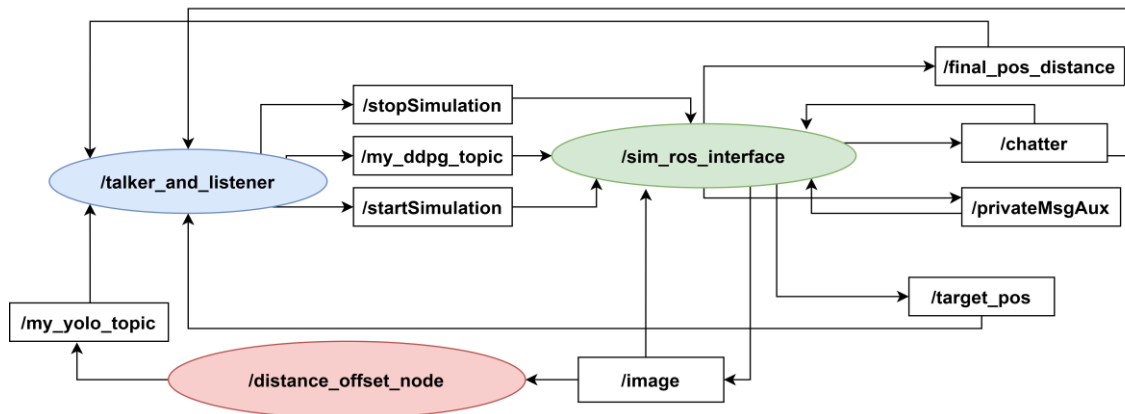 /final_pos_distance
/stopSimulation
/chatter
/my_ddpg_topic
/sim_ros_interface
/talker_and_listener
/startSimulation
/privateMsgAux
/target_pos
/my_yolo_topic
/distance_offset_node
/image